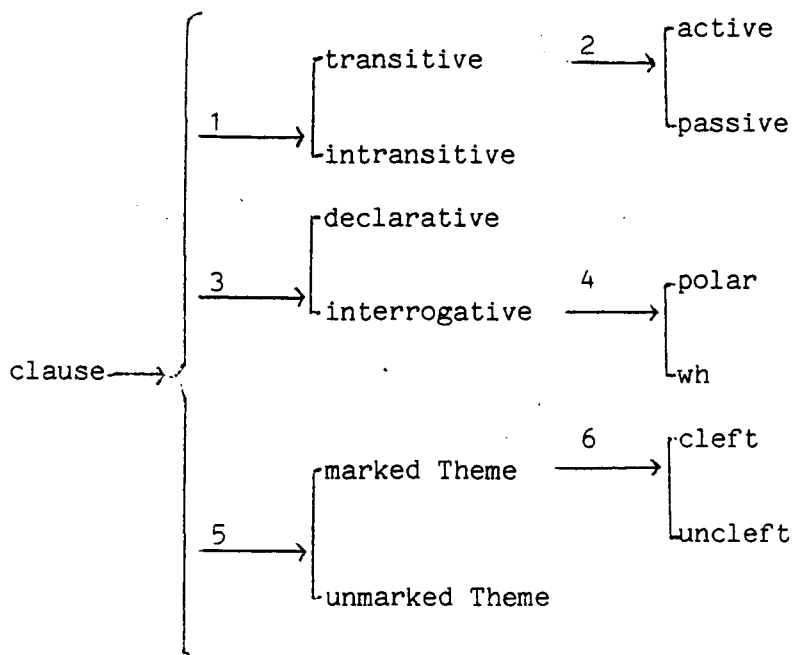 active
2
transitive
passive
1
intransitive
declarative
3
4
polar
interrogative
clause
wh
6
cleft
marked Theme
5
uncleft
unmarked Theme